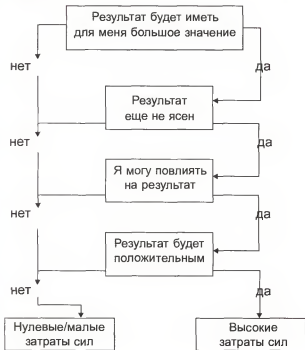 Результат будет иметь
для меня большое значение
нет
да
Результат
еще не ясен
нет
да
Я могу повлиять
на результат
нет
да
Результат будет
положительным
нет
да
Нулевые/малые
затраты сил
Высокие
затраты сил